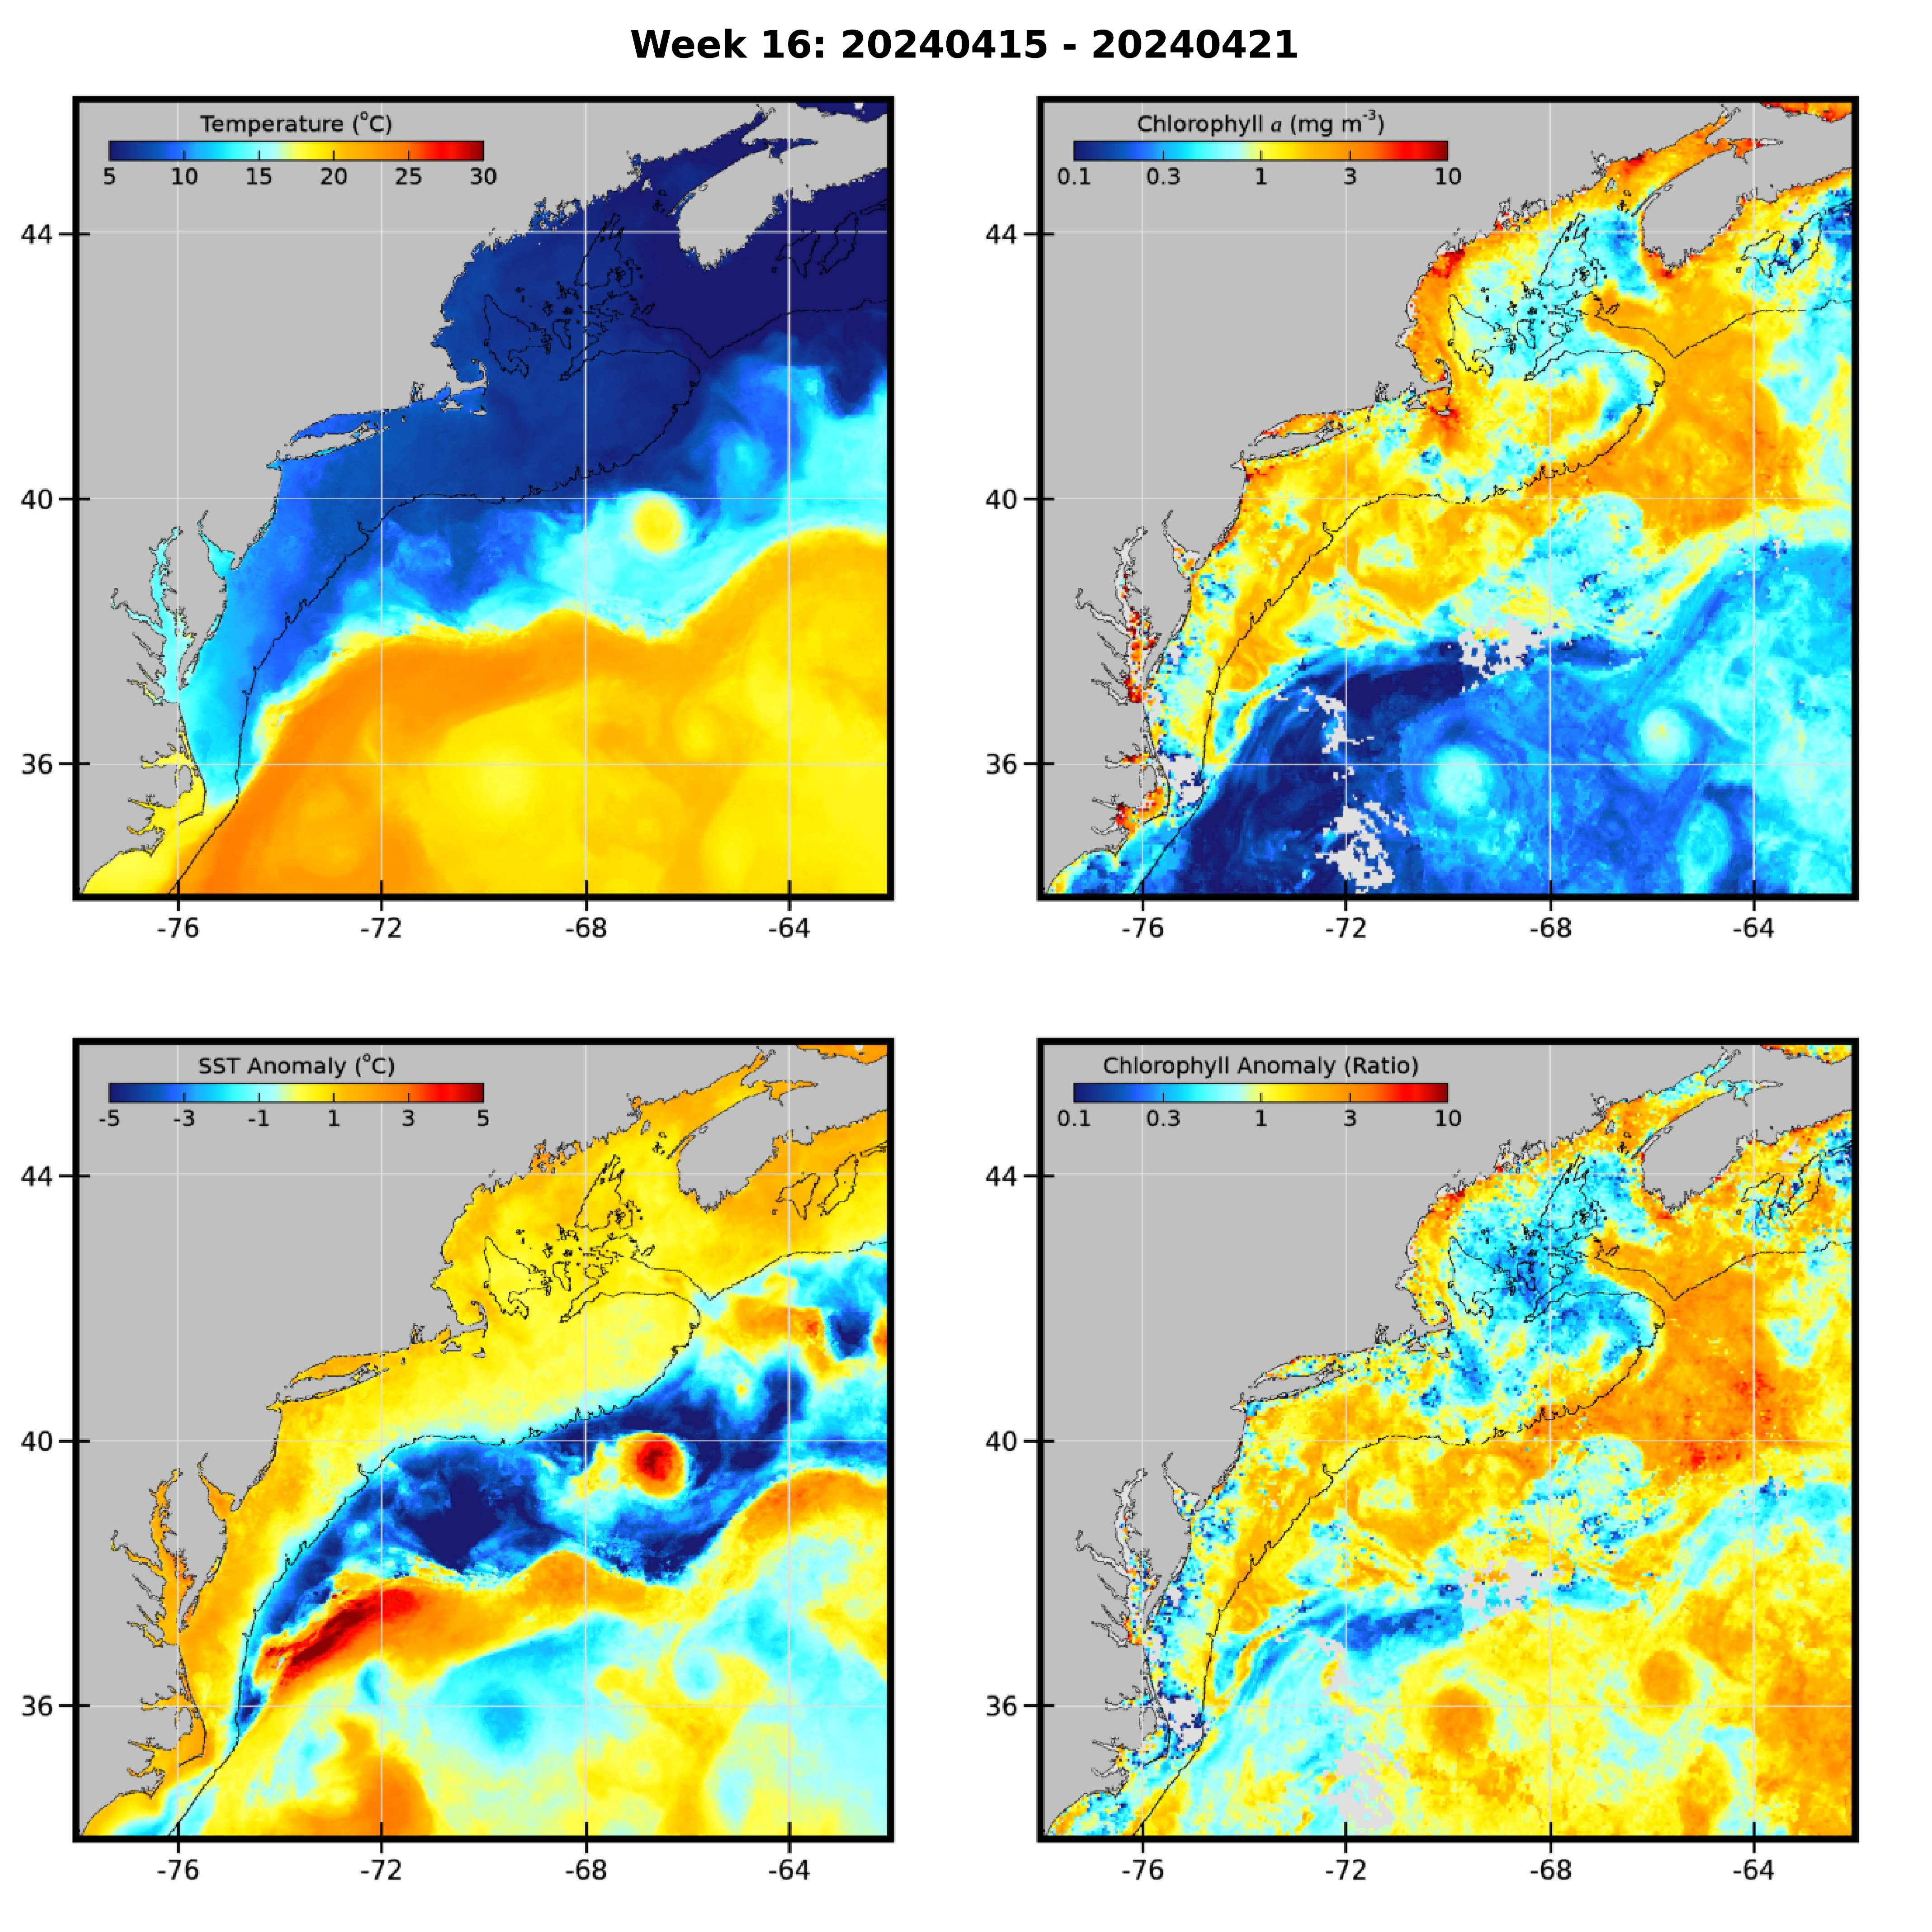 Week 16: 20240415 - 20240421
Temperature (°C)
5 10 15 20 25 30
44
40
36
-76 -72 -68 -64
Chlorophyll a (mg m⁻³)
0.1 0.3 1 3 10
44
40
36
-76 -72 -68 -64
SST Anomaly (°C)
-5 -3 -1 1 3 5
44
40
36
-76 -72 -68 -64
Chlorophyll Anomaly (Ratio)
0.1 0.3 1 3 10
44
40
36
-76 -72 -68 -64